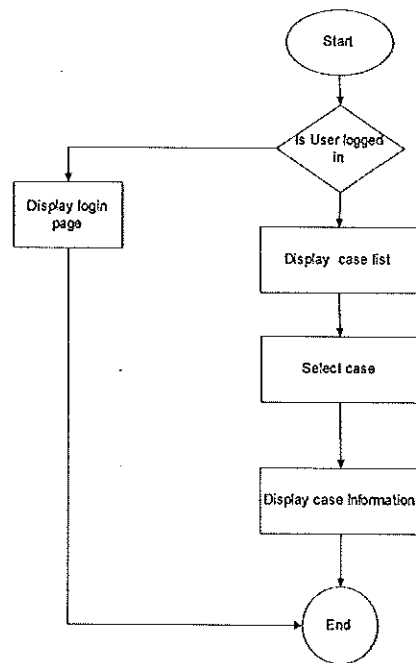 Start
Is User logged
in
Display login
page
Display case list
Select case
Display case Information
End